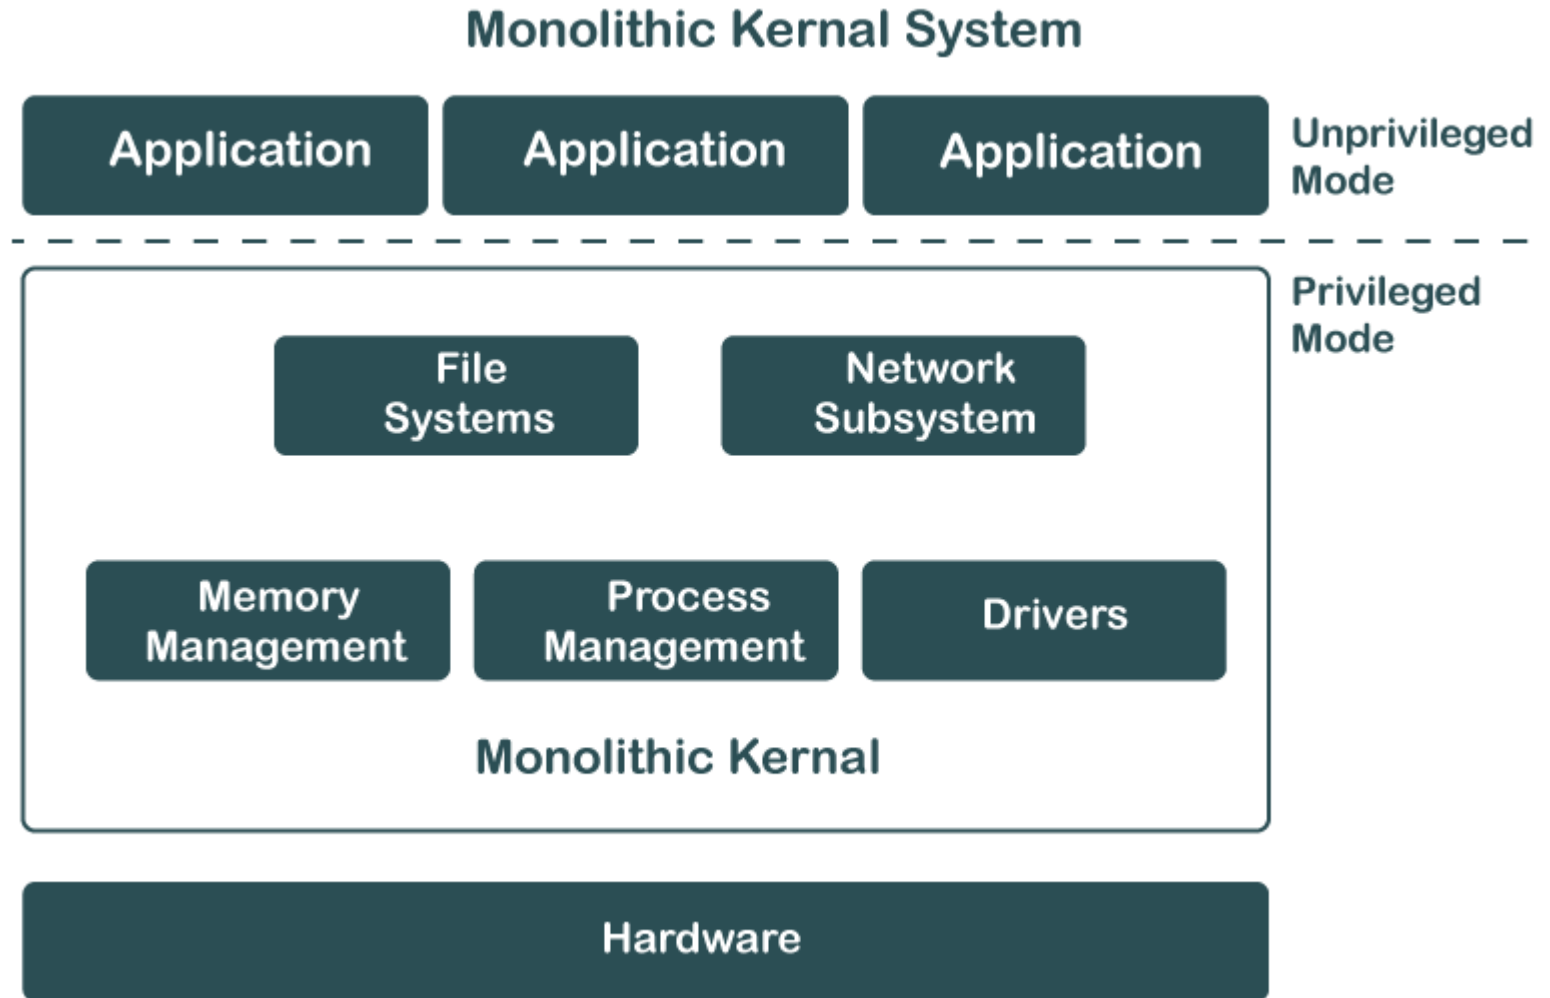 Monolithic Kernal System
Application
Application
Application
Unprivileged
Mode
Privileged
Mode
File
Systems
Network
Subsystem
Memory
Management
Process
Management
Drivers
Monolithic Kernal
Hardware